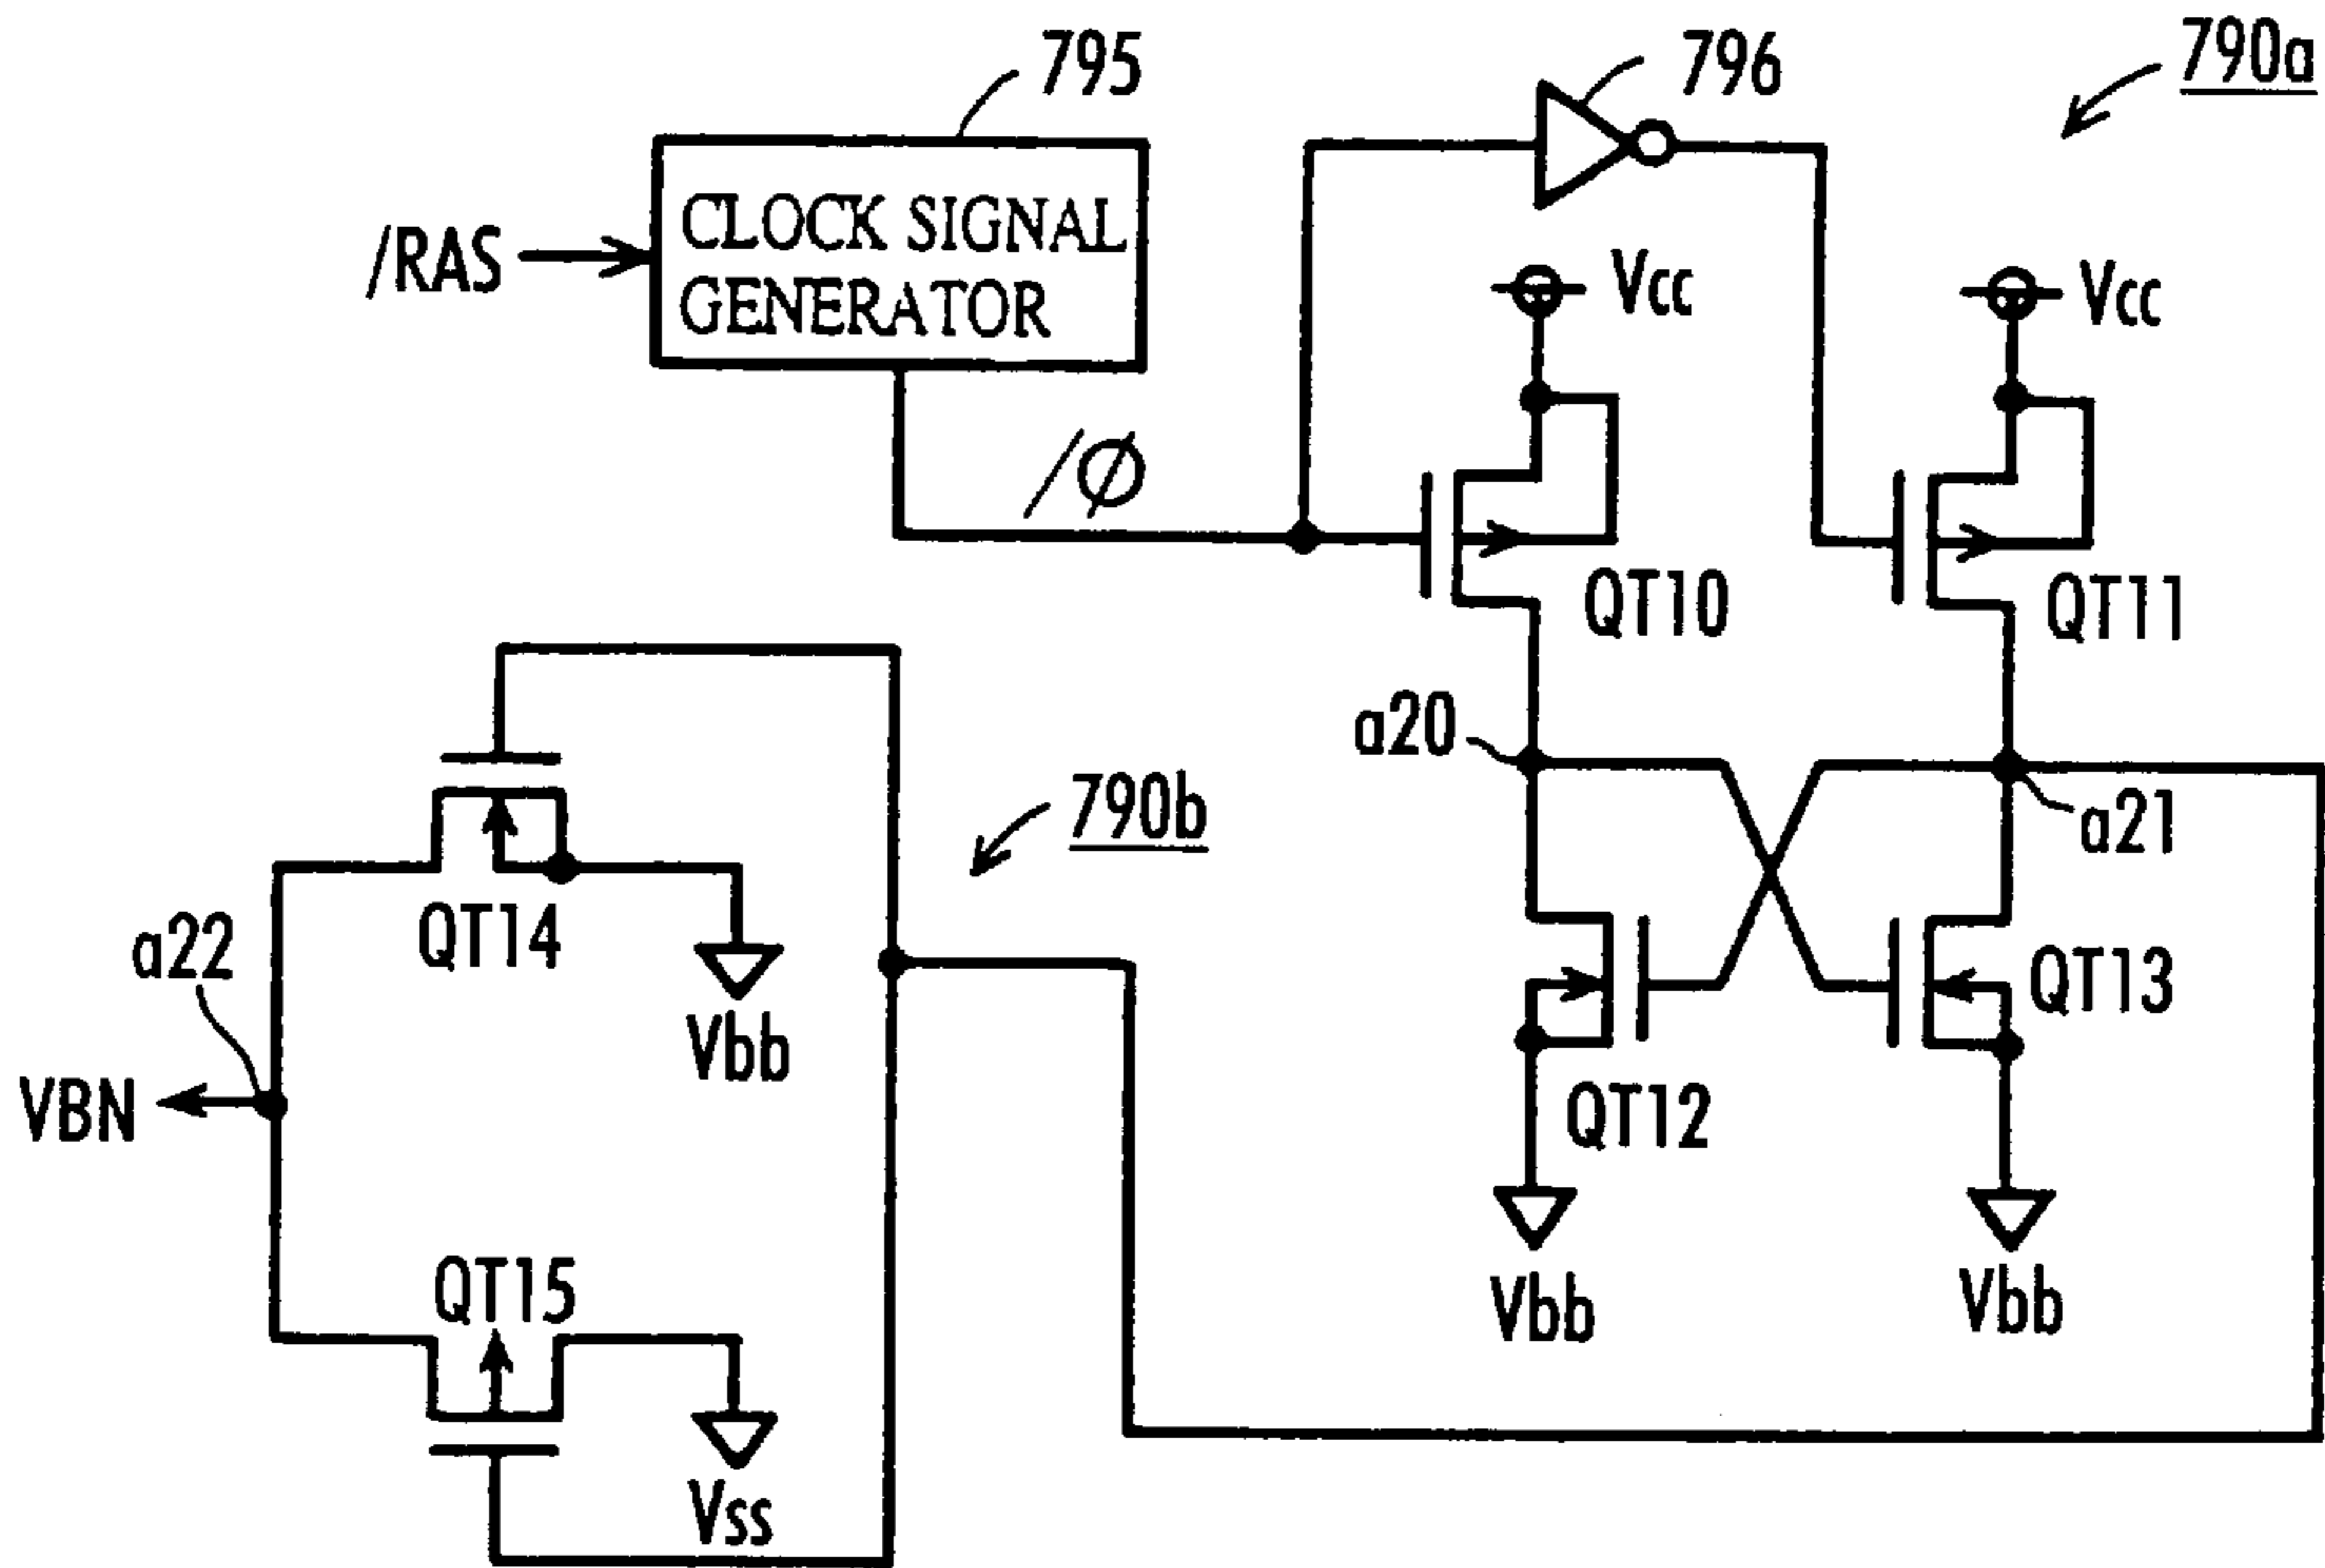 795
796
790a
/RAS
CLOCK SIGNAL
GENERATOR
Vcc
Vcc
/Ø
QT10
QT11
a20
a21
790b
QT14
a22
Vbb
VBN
QT12
QT13
Vbb
Vbb
QT15
Vss